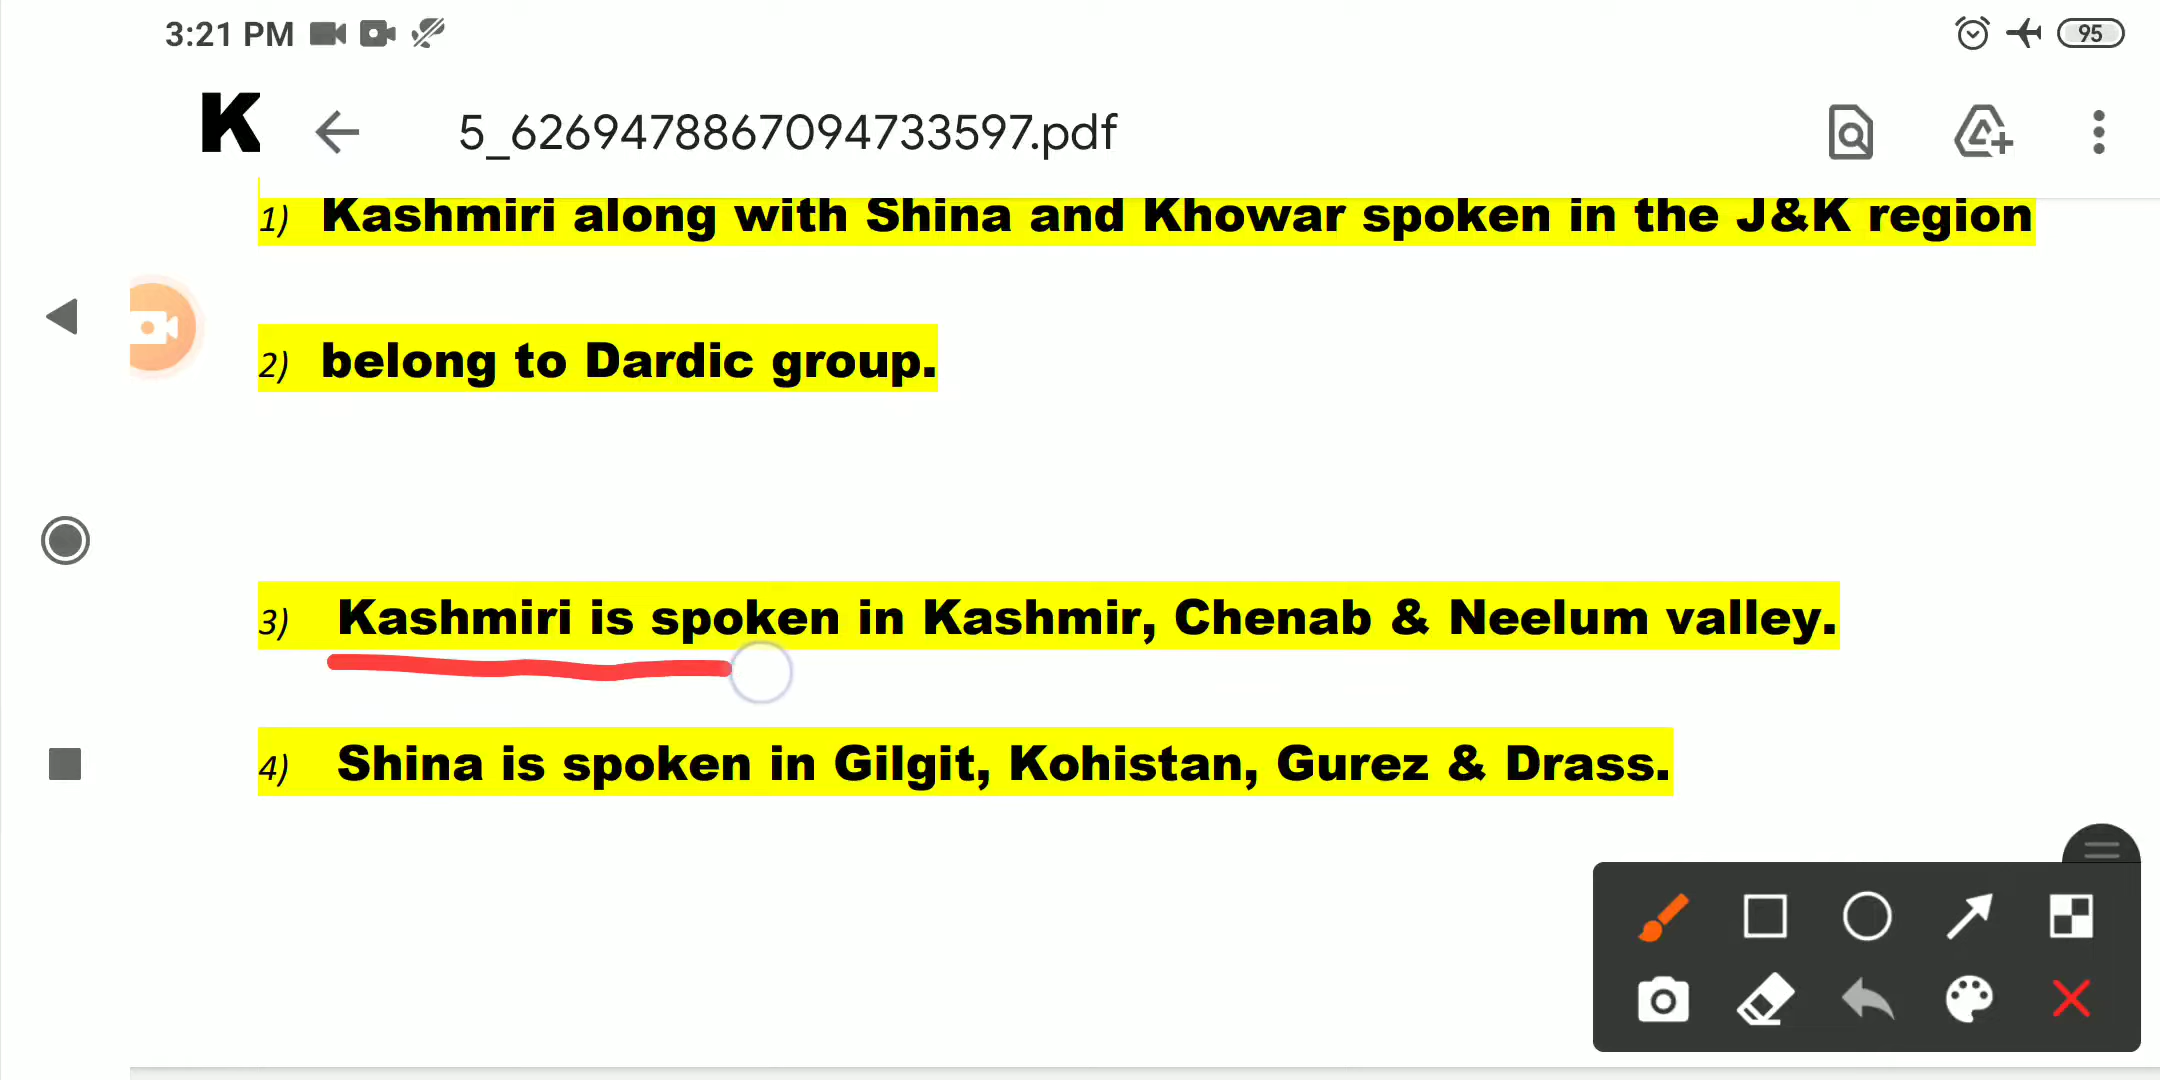 3:21 PM
95
K
5_6269478867094733597.pdf
1) Kashmiri along with Shina and Khowar spoken in the J&K region
2) belong to Dardic group.
3) Kashmiri is spoken in Kashmir, Chenab & Neelum valley.
4) Shina is spoken in Gilgit, Kohistan, Gurez & Drass.